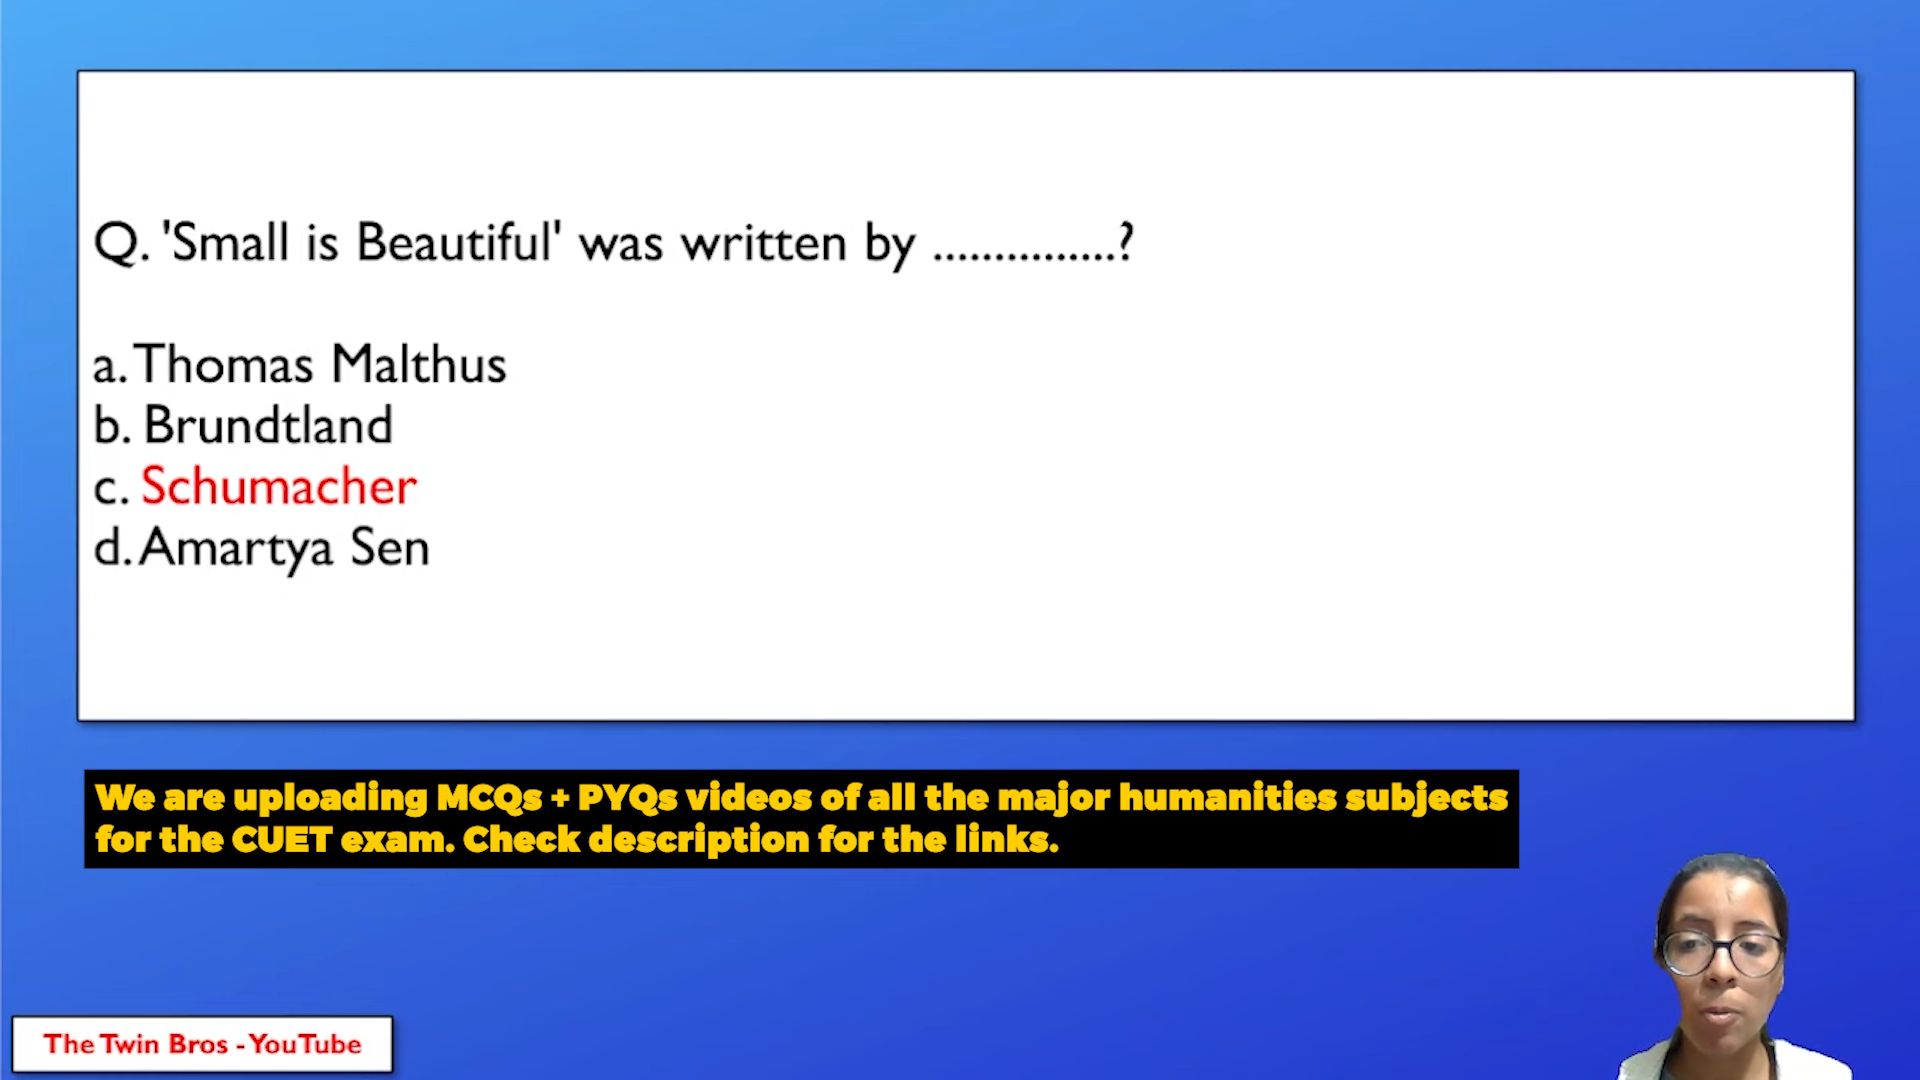 Q. 'Small is Beautiful' was written by ...............?
a. Thomas Malthus
b. Brundtland
c. Schumacher
d. Amartya Sen
We are uploading MCQs + PYQs videos of all the major humanities subjects
for the CUET exam. Check description for the links.
The Twin Bros - YouTube